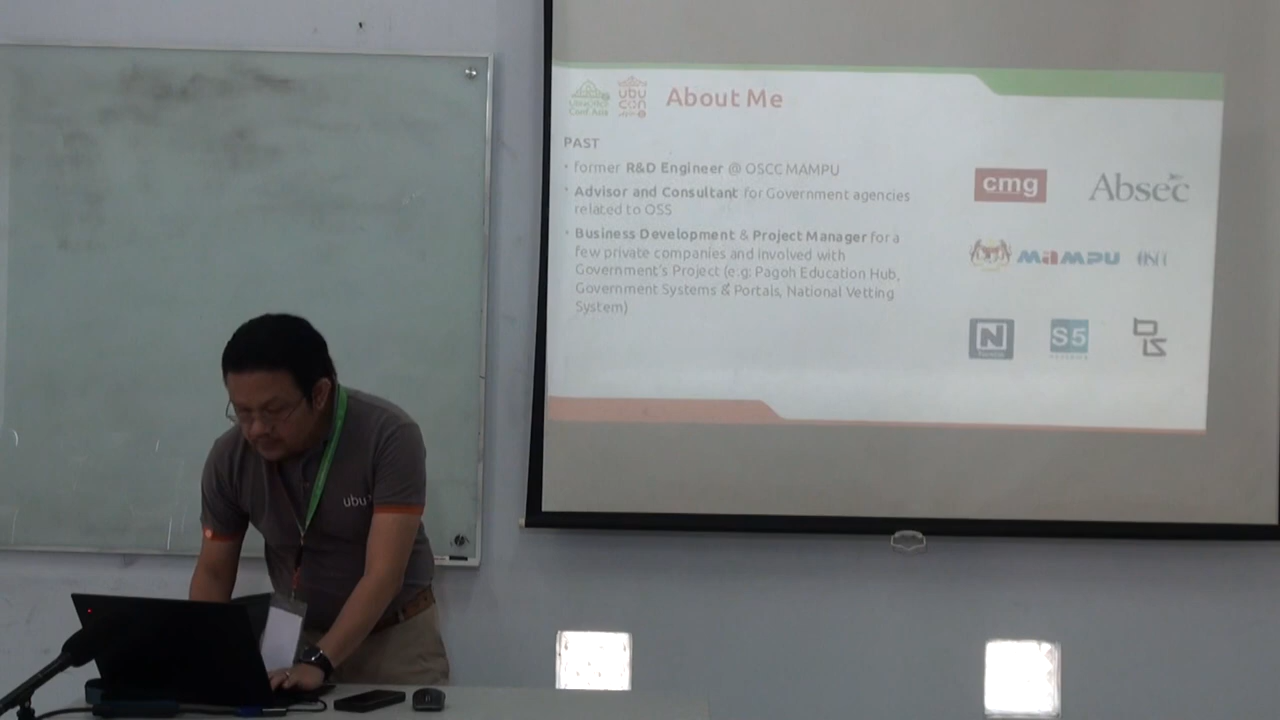 About Me
PAST
• former R&D Engineer @ OSCC MAMPU
• Advisor and Consultant for Government agencies
related to OSS
• Business Development & Project Manager for a
few private companies and involved with
Government's Project (e:g: Pagoh Education Hub,
Government Systems & Portals, National Vetting
System)
ubu
con
cmg
Absec
MAMPU
N
S5
ubu